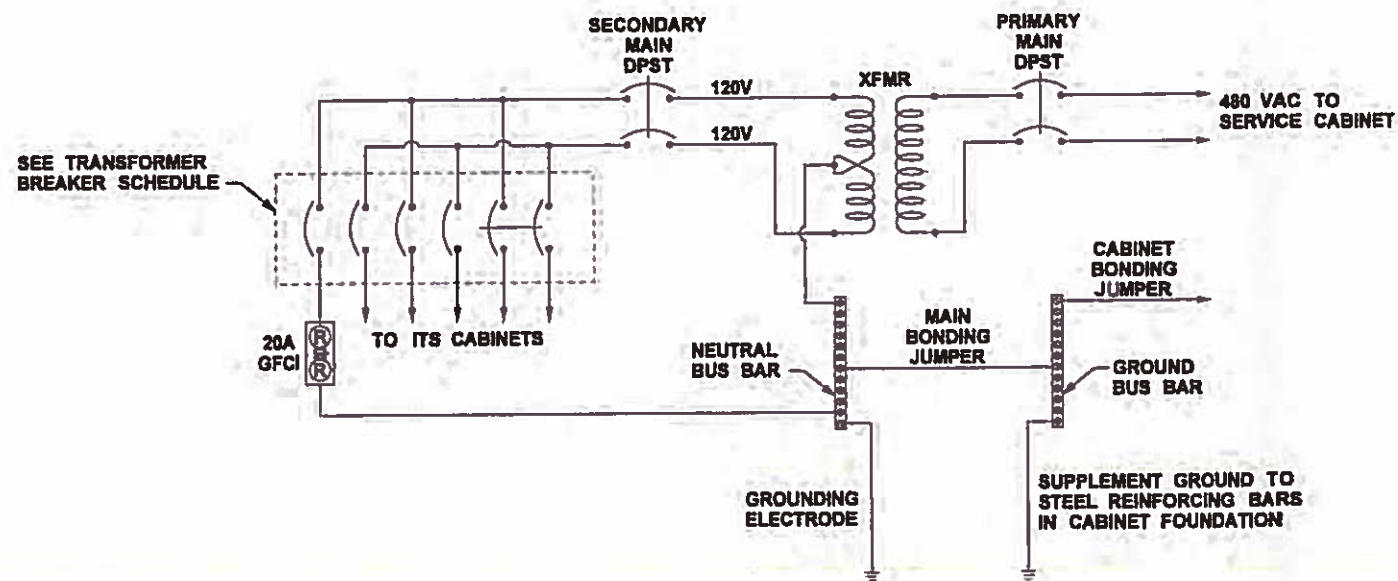 SECONDARY
MAIN
DPST
PRIMARY
MAIN
DPST
120V
XFMR
480 VAC TO
SERVICE CABINET
120V
SEE TRANSFORMER
BREAKER SCHEDULE
20A
GFCI
R
R
TO ITS CABINETS
NEUTRAL
BUS BAR
MAIN
BONDING
JUMPER
CABINET
BONDING
JUMPER
GROUND
BUS BAR
GROUNDING
ELECTRODE
SUPPLEMENT GROUND TO
STEEL REINFORCING BARS
IN CABINET FOUNDATION